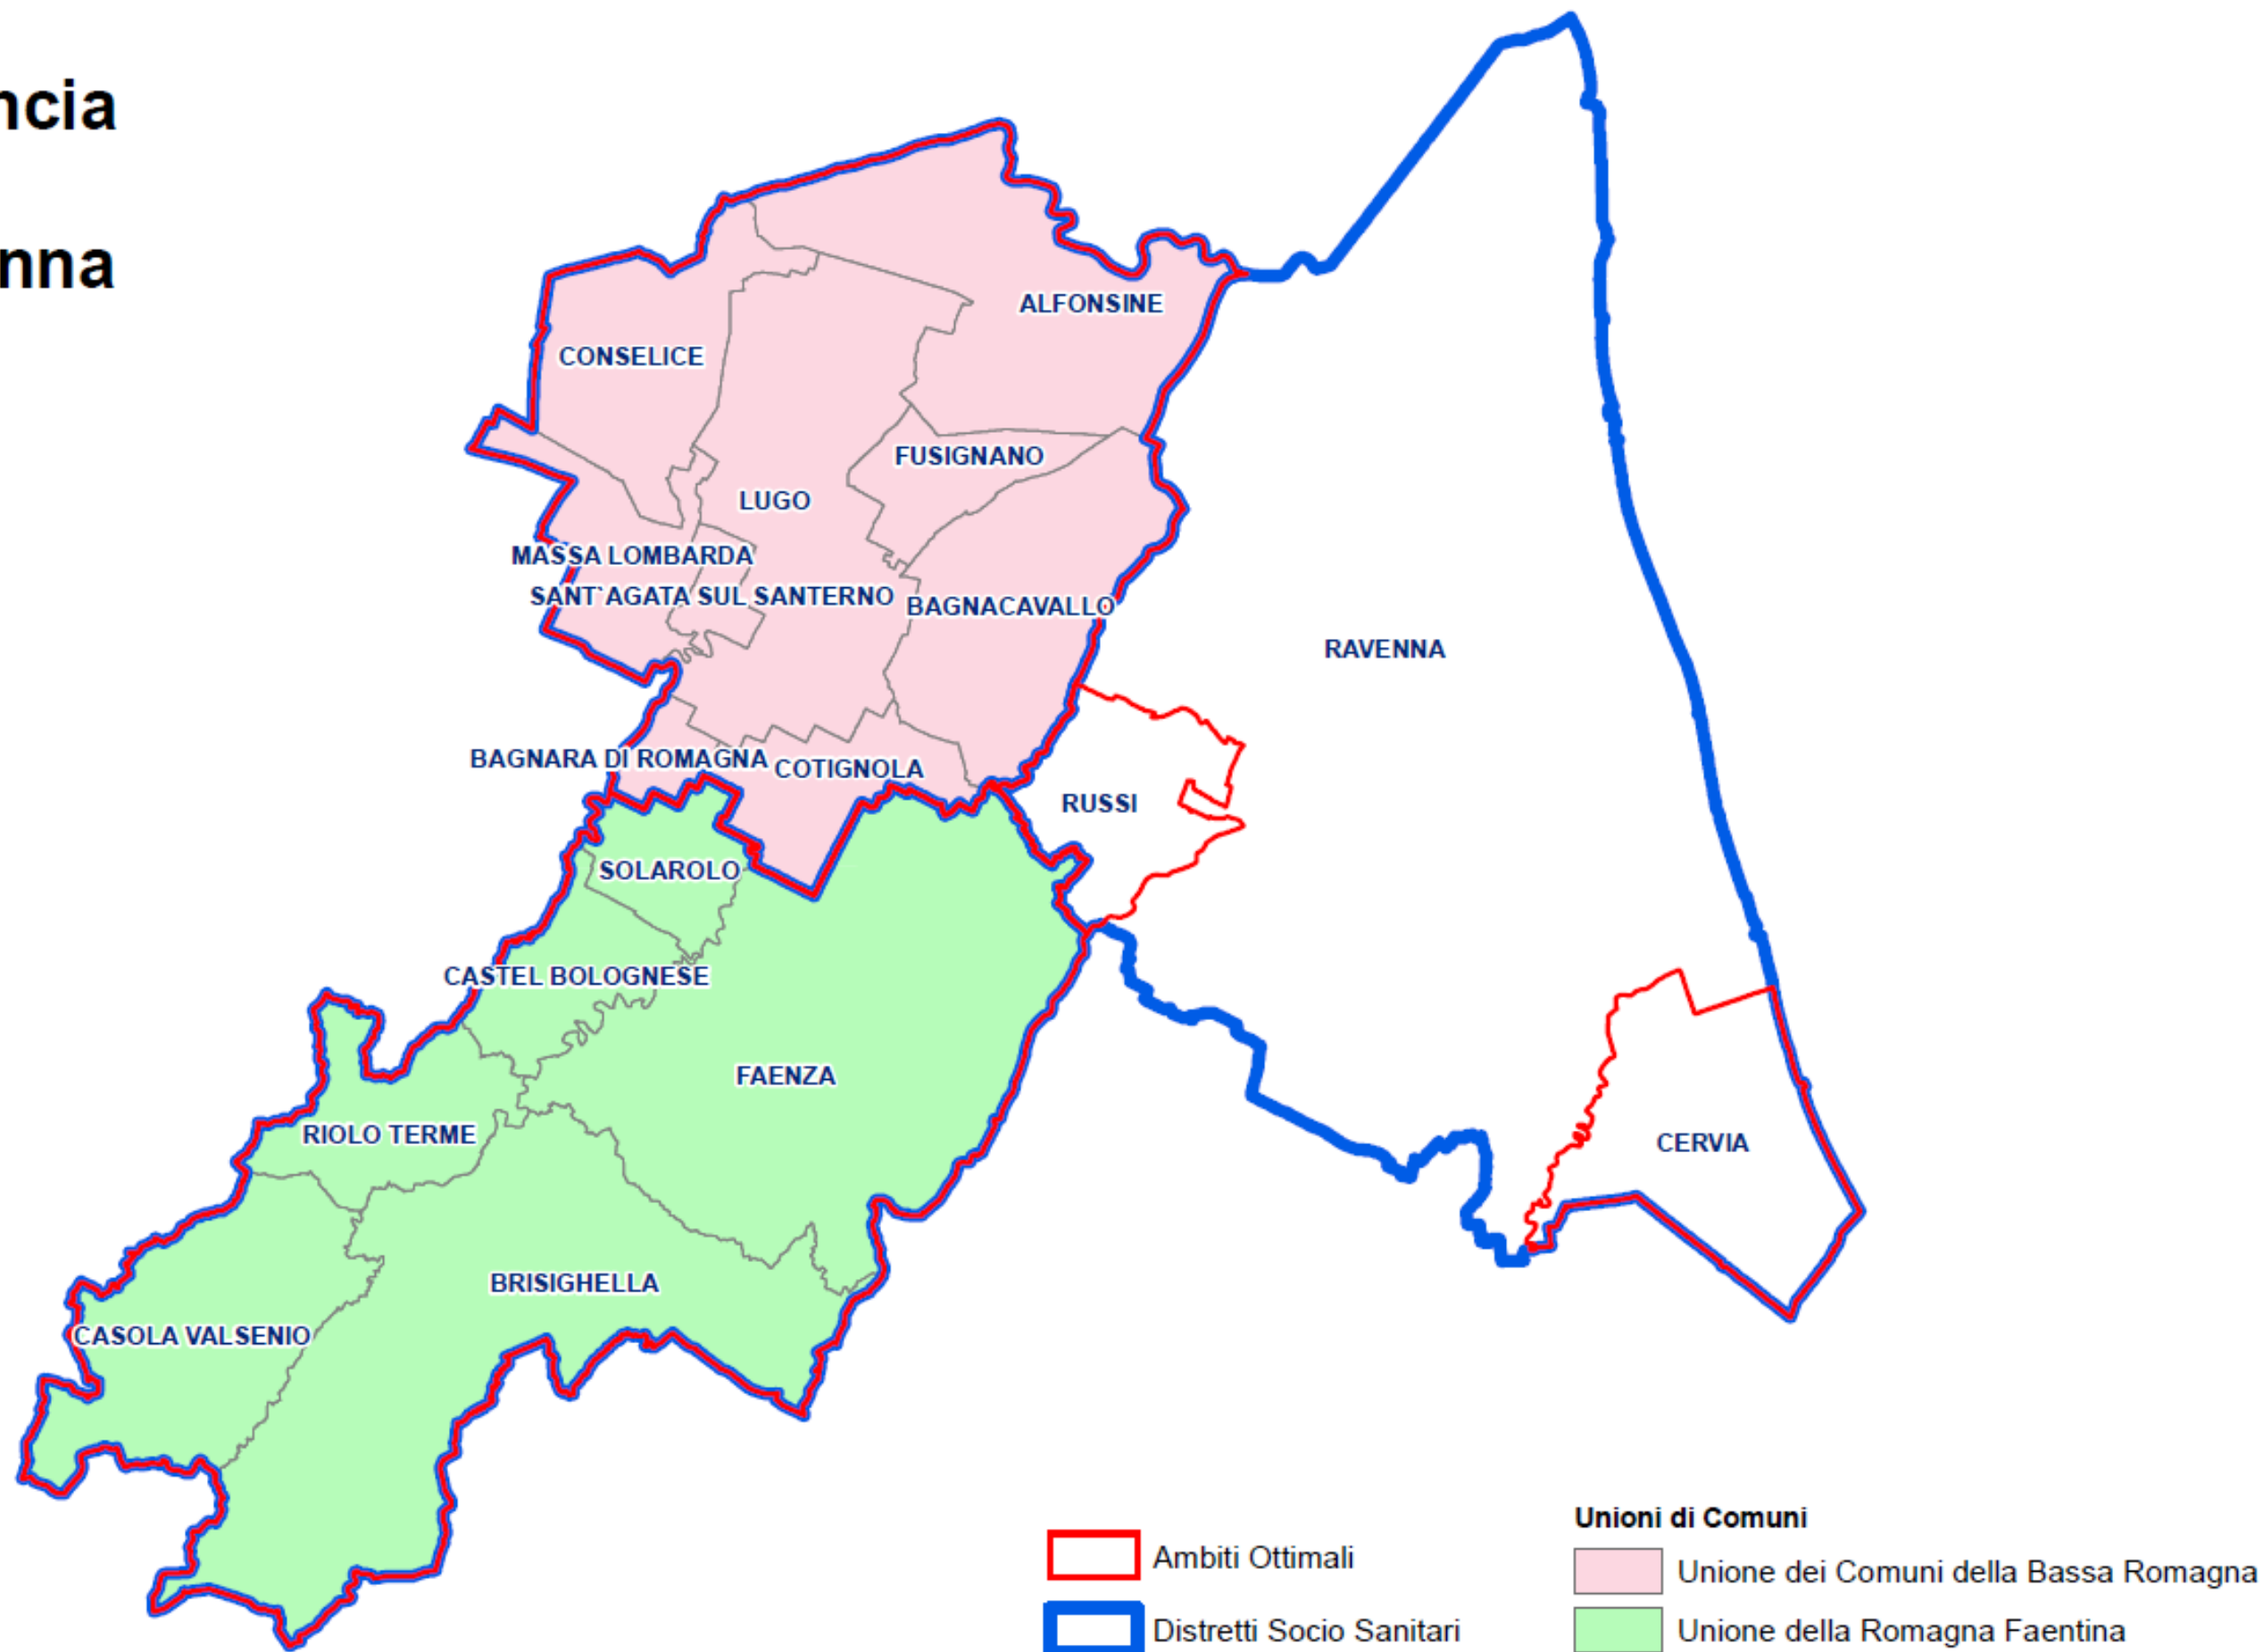 ncia
nna
ALFONSINE
CONSELICE
FUSIGNANO
LUGO
MASSA LOMBARDA
SANT`AGATA SUL SANTERNO
BAGNACAVALLO
RAVENNA
BAGNARA DI ROMAGNA
COTIGNOLA
RUSSI
SOLAROLO
CASTEL BOLOGNESE
FAENZA
RIOLO TERME
CERVIA
BRISIGHELLA
CASOLA VALSENIO
Ambiti Ottimali
Distretti Socio Sanitari
Unioni di Comuni
Unione dei Comuni della Bassa Romagna
Unione della Romagna Faentina